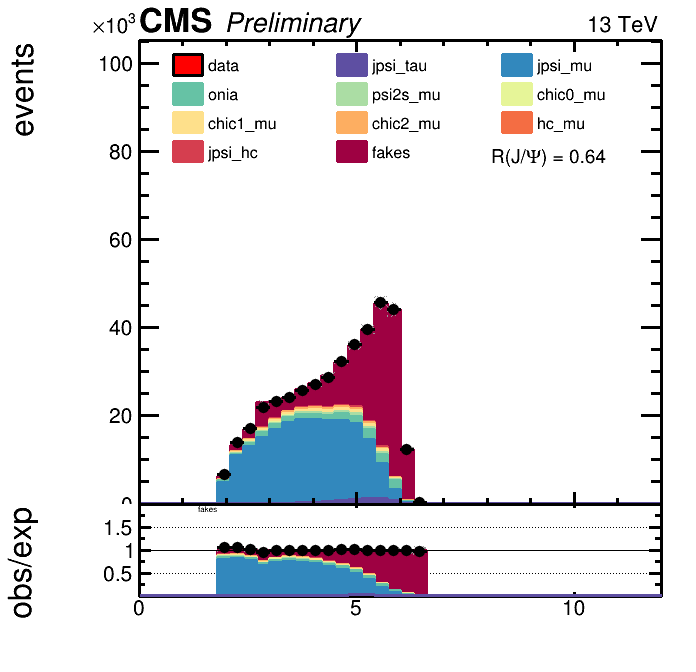 ×10³ CMS Preliminary 13 TeV
events
100
80
60
40
20
0
data jpsi_tau jpsi_mu
onia psi2s_mu chic0_mu
chic1_mu chic2_mu hc_mu
jpsi_hc fakes R(J/Ψ) = 0.64
fakes
obs/exp
1.5
1
0.5
0 5 10